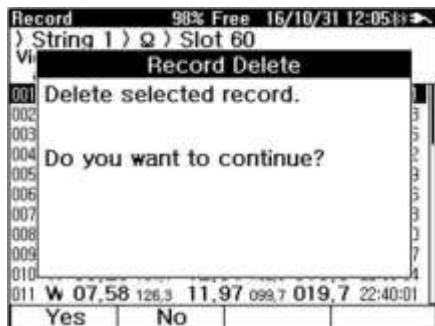 Record 98% Free 16/10/31 12:05
) String 1 ) Ω ) Slot 60
Vi
Record Delete
001 Delete selected record.
002
003
004 Do you want to continue?
005
006
007
008
009
010
011 W 07,58 126,3 11,97 099,7 019,7 22:40:01
Yes No